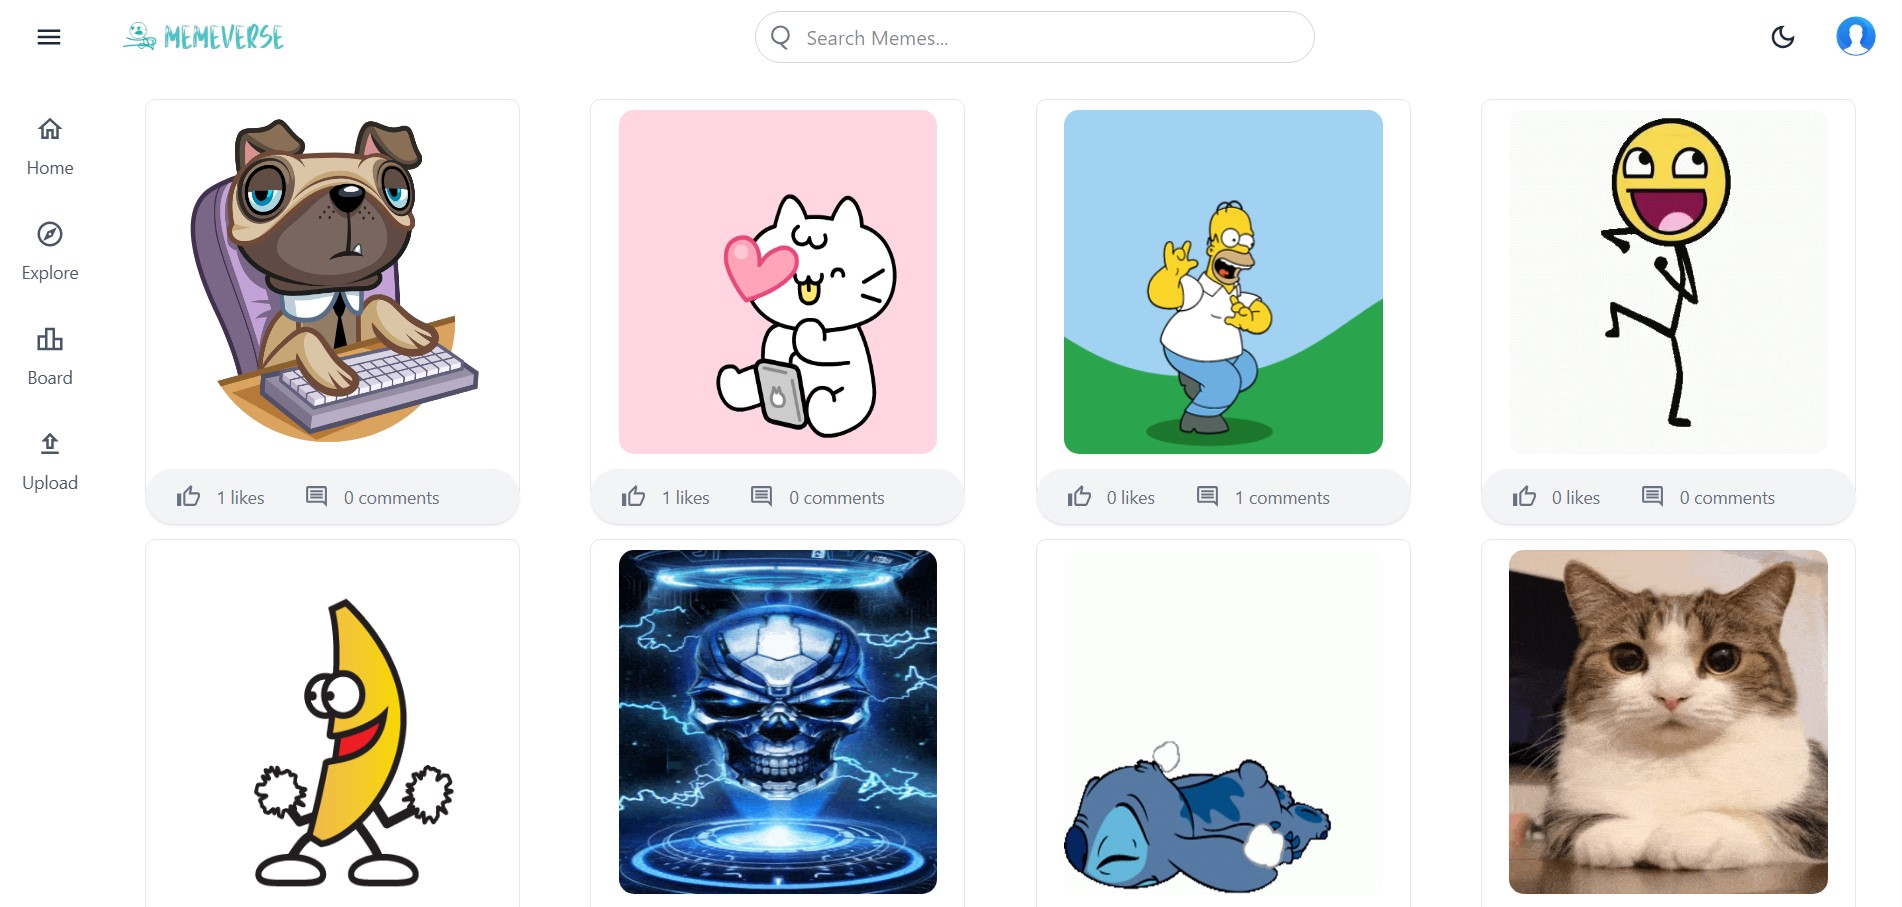 MEMEVERSE
Search Memes...
Home
Explore
Board
Upload
1 likes 0 comments
1 likes 0 comments
0 likes 1 comments
0 likes 0 comments